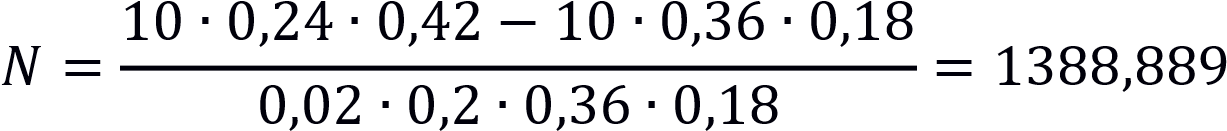 N = \frac{10 · 0,24 · 0,42 − 10 · 0,36 · 0,18}{0,02 · 0,2 · 0,36 · 0,18} = 1388,889